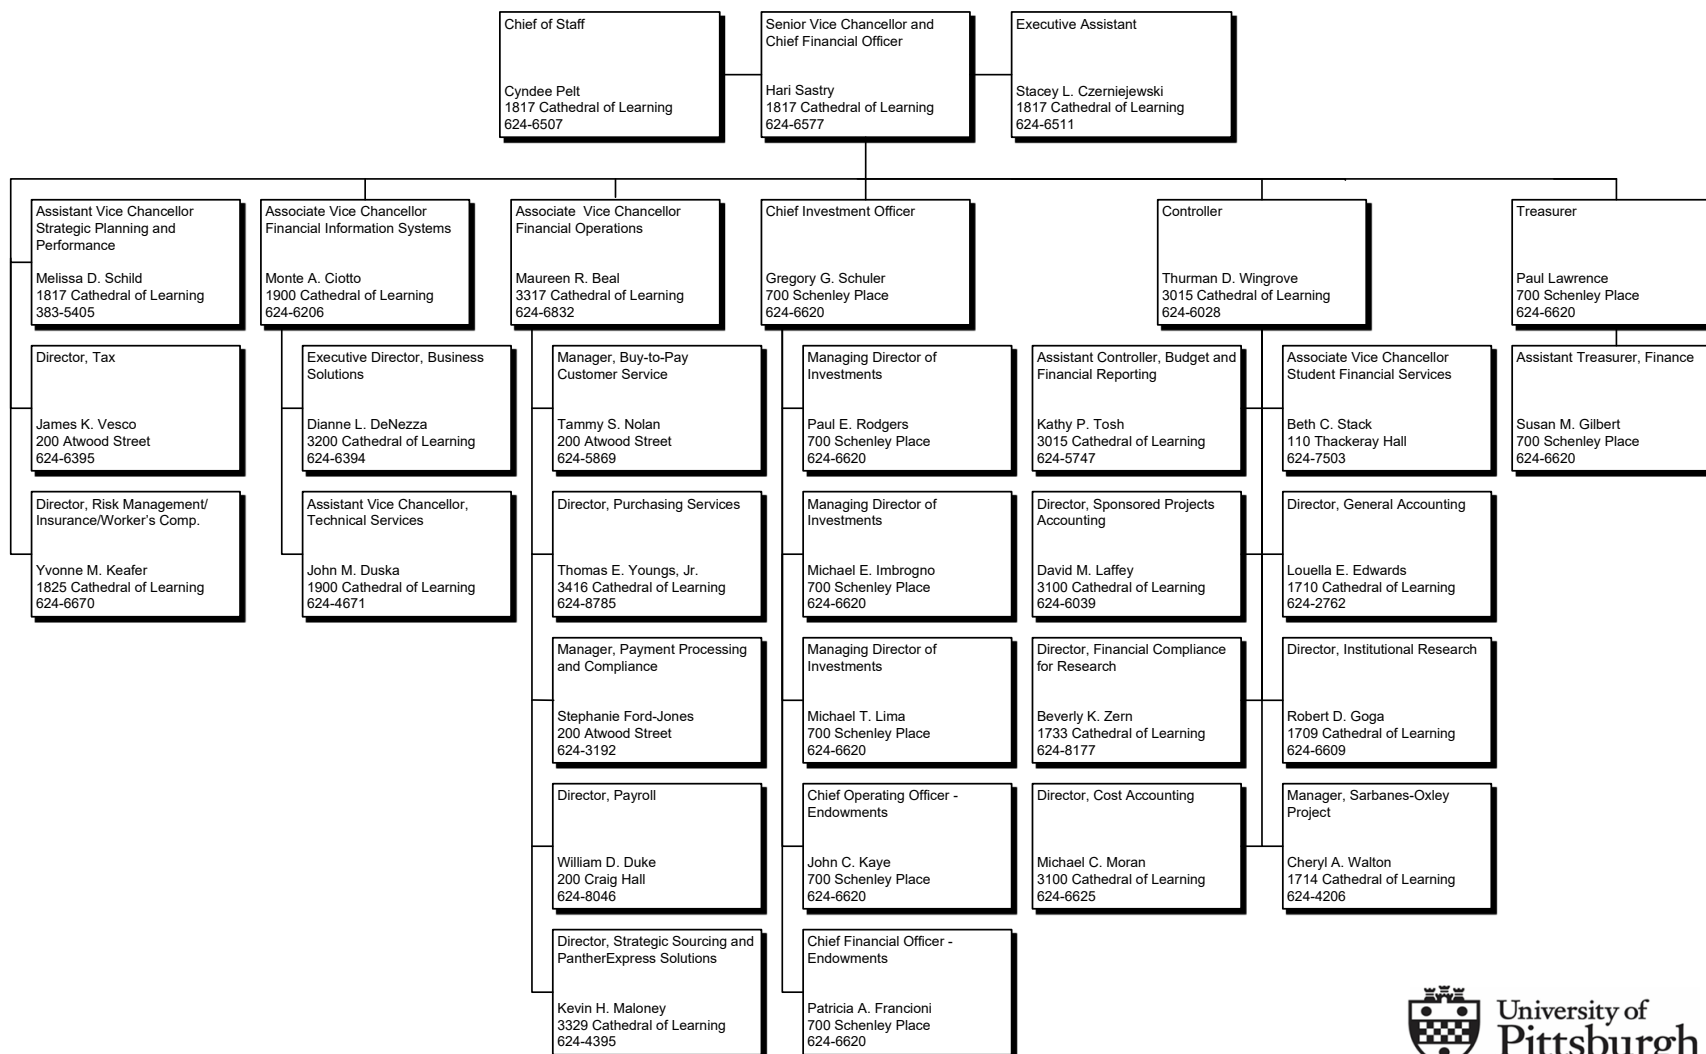 Chief of Staff
Cyndee Pelt
1817 Cathedral of Learning
624-6507
Senior Vice Chancellor and
Chief Financial Officer
Hari Sastry
1817 Cathedral of Learning
624-6577
Executive Assistant
Stacey L. Czerniejewski
1817 Cathedral of Learning
624-6511
Assistant Vice Chancellor
Strategic Planning and
Performance
Melissa D. Schild
1817 Cathedral of Learning
383-5405
Director, Tax
James K. Vesco
200 Atwood Street
624-6395
Director, Risk Management/
Insurance/Worker’s Comp.
Yvonne M. Keafer
1825 Cathedral of Learning
624-6670
Associate Vice Chancellor
Financial Information Systems
Monte A. Ciotto
1900 Cathedral of Learning
624-6206
Executive Director, Business
Solutions
Dianne L. DeNezza
3200 Cathedral of Learning
624-6394
Assistant Vice Chancellor,
Technical Services
John M. Duska
1900 Cathedral of Learning
624-4671
Associate  Vice Chancellor
Financial Operations
Maureen R. Beal
3317 Cathedral of Learning
624-6832
Manager, Buy-to-Pay
Customer Service
Tammy S. Nolan
200 Atwood Street
624-5869
Director, Purchasing Services
Thomas E. Youngs, Jr.
3416 Cathedral of Learning
624-8785
Manager, Payment Processing
and Compliance
Stephanie Ford-Jones
200 Atwood Street
624-3192
Director, Payroll
William D. Duke
200 Craig Hall
624-8046
Director, Strategic Sourcing and
PantherExpress Solutions
Kevin H. Maloney
3329 Cathedral of Learning
624-4395
Chief Investment Officer
Gregory G. Schuler
700 Schenley Place
624-6620
Managing Director of
Investments
Paul E. Rodgers
700 Schenley Place
624-6620
Managing Director of
Investments
Michael E. Imbrogno
700 Schenley Place
624-6620
Managing Director of
Investments
Michael T. Lima
700 Schenley Place
624-6620
Chief Operating Officer -
Endowments
John C. Kaye
700 Schenley Place
624-6620
Chief Financial Officer -
Endowments
Patricia A. Francioni
700 Schenley Place
624-6620
Controller
Thurman D. Wingrove
3015 Cathedral of Learning
624-6028
Assistant Controller, Budget and
Financial Reporting
Kathy P. Tosh
3015 Cathedral of Learning
624-5747
Director, Sponsored Projects
Accounting
David M. Laffey
3100 Cathedral of Learning
624-6039
Director, Financial Compliance
for Research
Beverly K. Zern
1733 Cathedral of Learning
624-8177
Director, Cost Accounting
Michael C. Moran
3100 Cathedral of Learning
624-6625
Associate Vice Chancellor
Student Financial Services
Beth C. Stack
110 Thackeray Hall
624-7503
Director, General Accounting
Louella E. Edwards
1710 Cathedral of Learning
624-2762
Director, Institutional Research
Robert D. Goga
1709 Cathedral of Learning
624-6609
Manager, Sarbanes-Oxley
Project
Cheryl A. Walton
1714 Cathedral of Learning
624-4206
Treasurer
Paul Lawrence
700 Schenley Place
624-6620
Assistant Treasurer, Finance
Susan M. Gilbert
700 Schenley Place
624-6620
University of
Pittsburgh